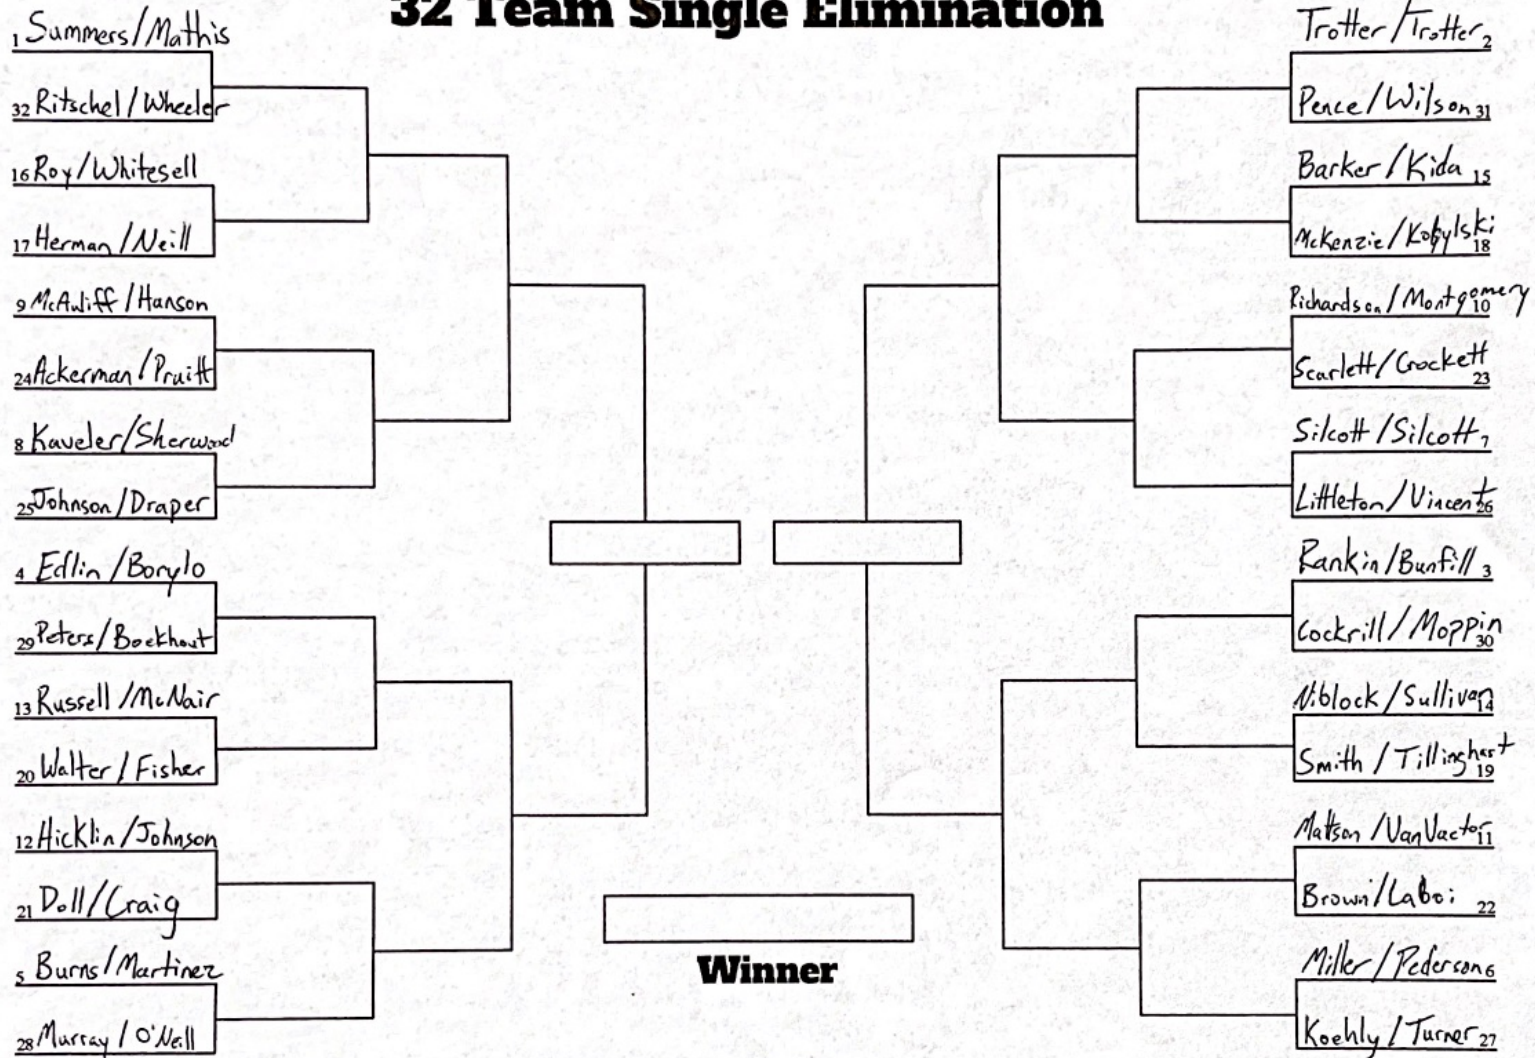 32 Team Single Elimination
1 Summers/Mathis
32 Ritschel/Wheeler
16 Roy/Whitesell
17 Herman/Neill
9 McAuliff/Hanson
24 Ackerman/Pruitt
8 Kaveler/Sherwood
25 Johnson/Draper
4 Edlin/Borylo
29 Peters/Boekhout
13 Russell/McNair
20 Walter/Fisher
12 Hicklin/Johnson
21 Doll/Craig
5 Burns/Martinez
28 Murray/O'Neill
Trotter/Trotter 2
Pence/Wilson 31
Barker/Kida 15
McKenzie/Kobylski 18
Richardson/Montgomery 10
Scarlett/Crockett 23
Silcott/Silcott 7
Littleton/Vincent 26
Rankin/Bunfill 3
Cockrill/Moppin 30
Niblock/Sullivan 14
Smith/Tillinghast 19
Mattson/VanVactor 11
Brown/Laboi 22
Miller/Pederson 6
Koehly/Turner 27
Winner